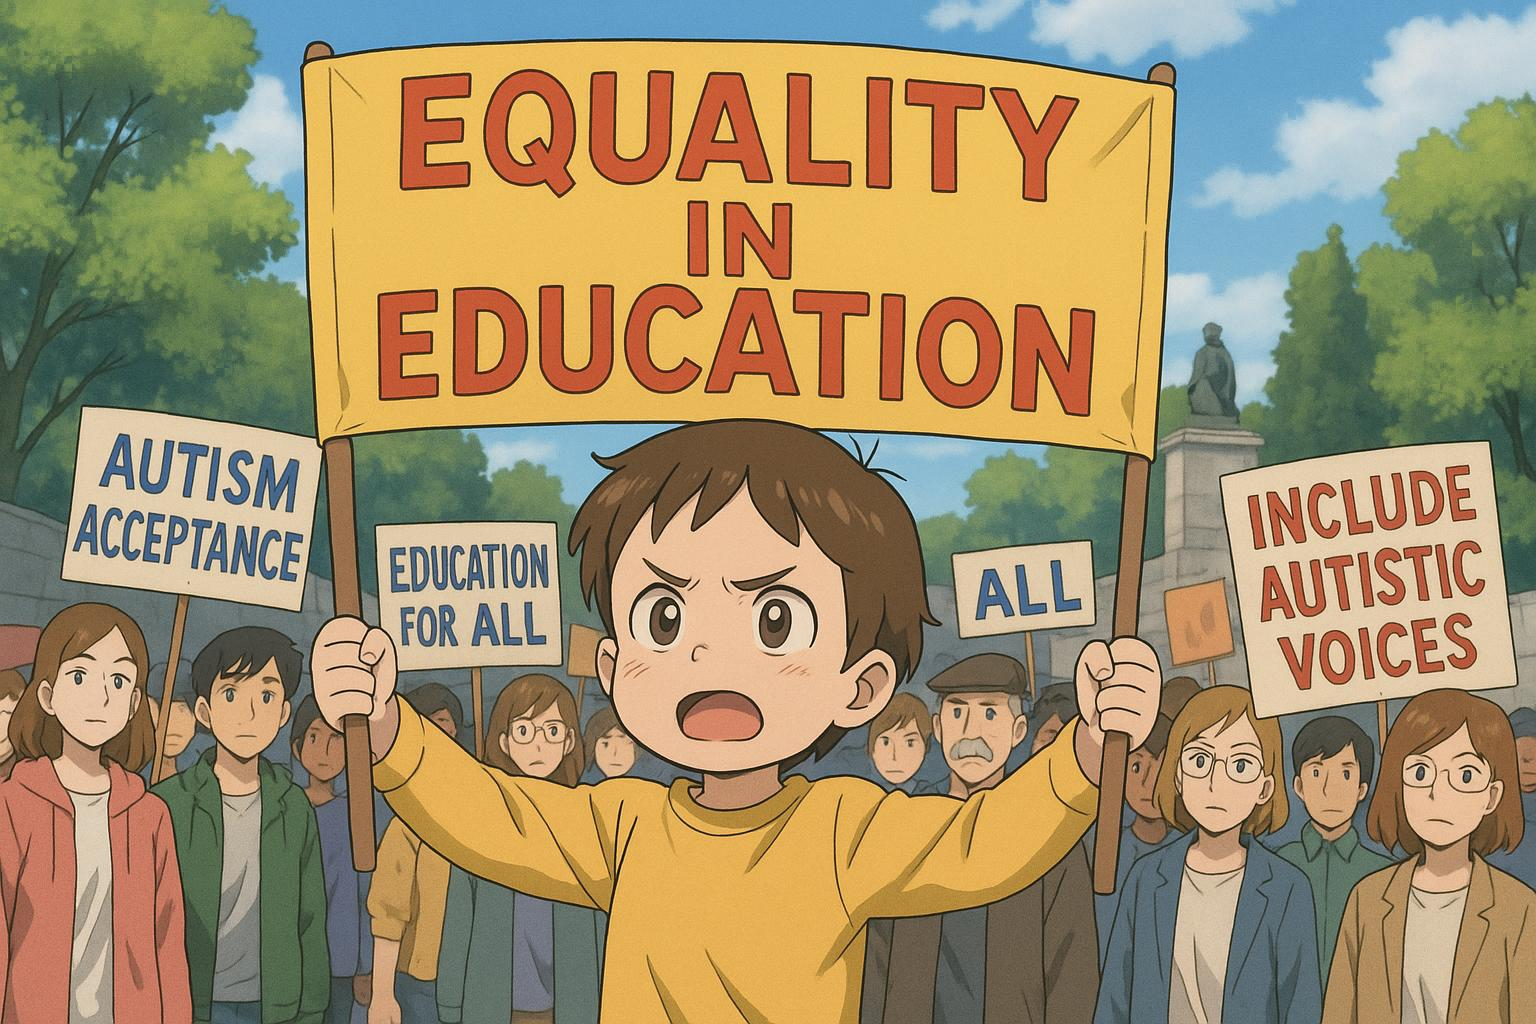 EQUALITY
IN
EDUCATION
AUTISM
ACCEPTANCE
EDUCATION
FOR ALL
ALL
INCLUDE
AUTISTIC
VOICES